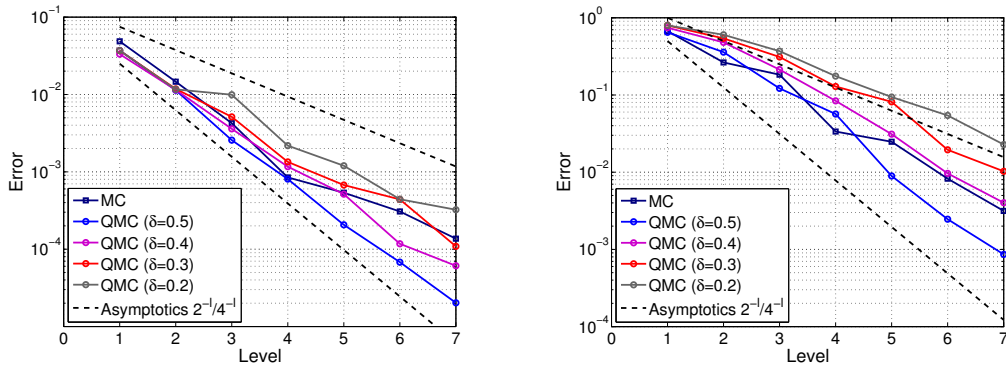 10^-1
10^-2
10^-3
10^-4
Error
MC
QMC (δ=0.5)
QMC (δ=0.4)
QMC (δ=0.3)
QMC (δ=0.2)
Asymptotics 2^-l/4^-l
0 1 2 3 4 5 6 7
Level
10^0
10^-1
10^-2
10^-3
10^-4
Error
MC
QMC (δ=0.5)
QMC (δ=0.4)
QMC (δ=0.3)
QMC (δ=0.2)
Asymptotics 2^-l/4^-l
0 1 2 3 4 5 6 7
Level